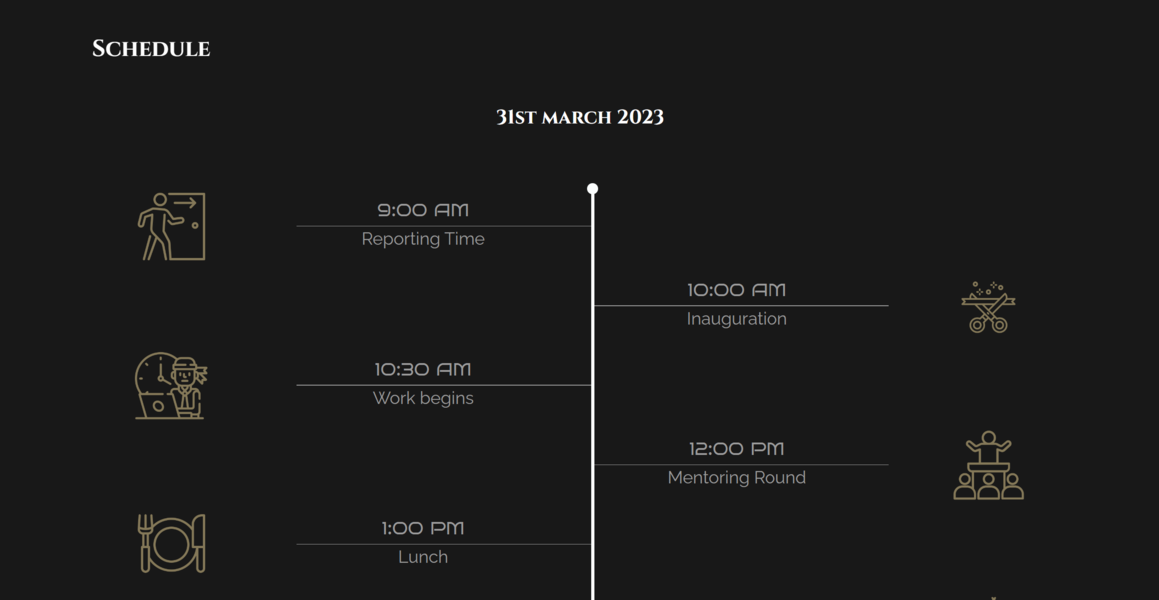 Schedule
31st march 2023
9:00 AM
Reporting Time
10:00 AM
Inauguration
10:30 AM
Work begins
12:00 PM
Mentoring Round
1:00 PM
Lunch